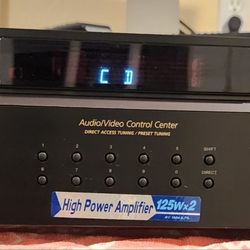 CD
Audio/Video Control Center
DIRECT ACCESS TUNING / PRESET TUNING
1 2 3 4 5 SHIFT
6 7 8 9 0 DIRECT
High Power Amplifier 125W×2